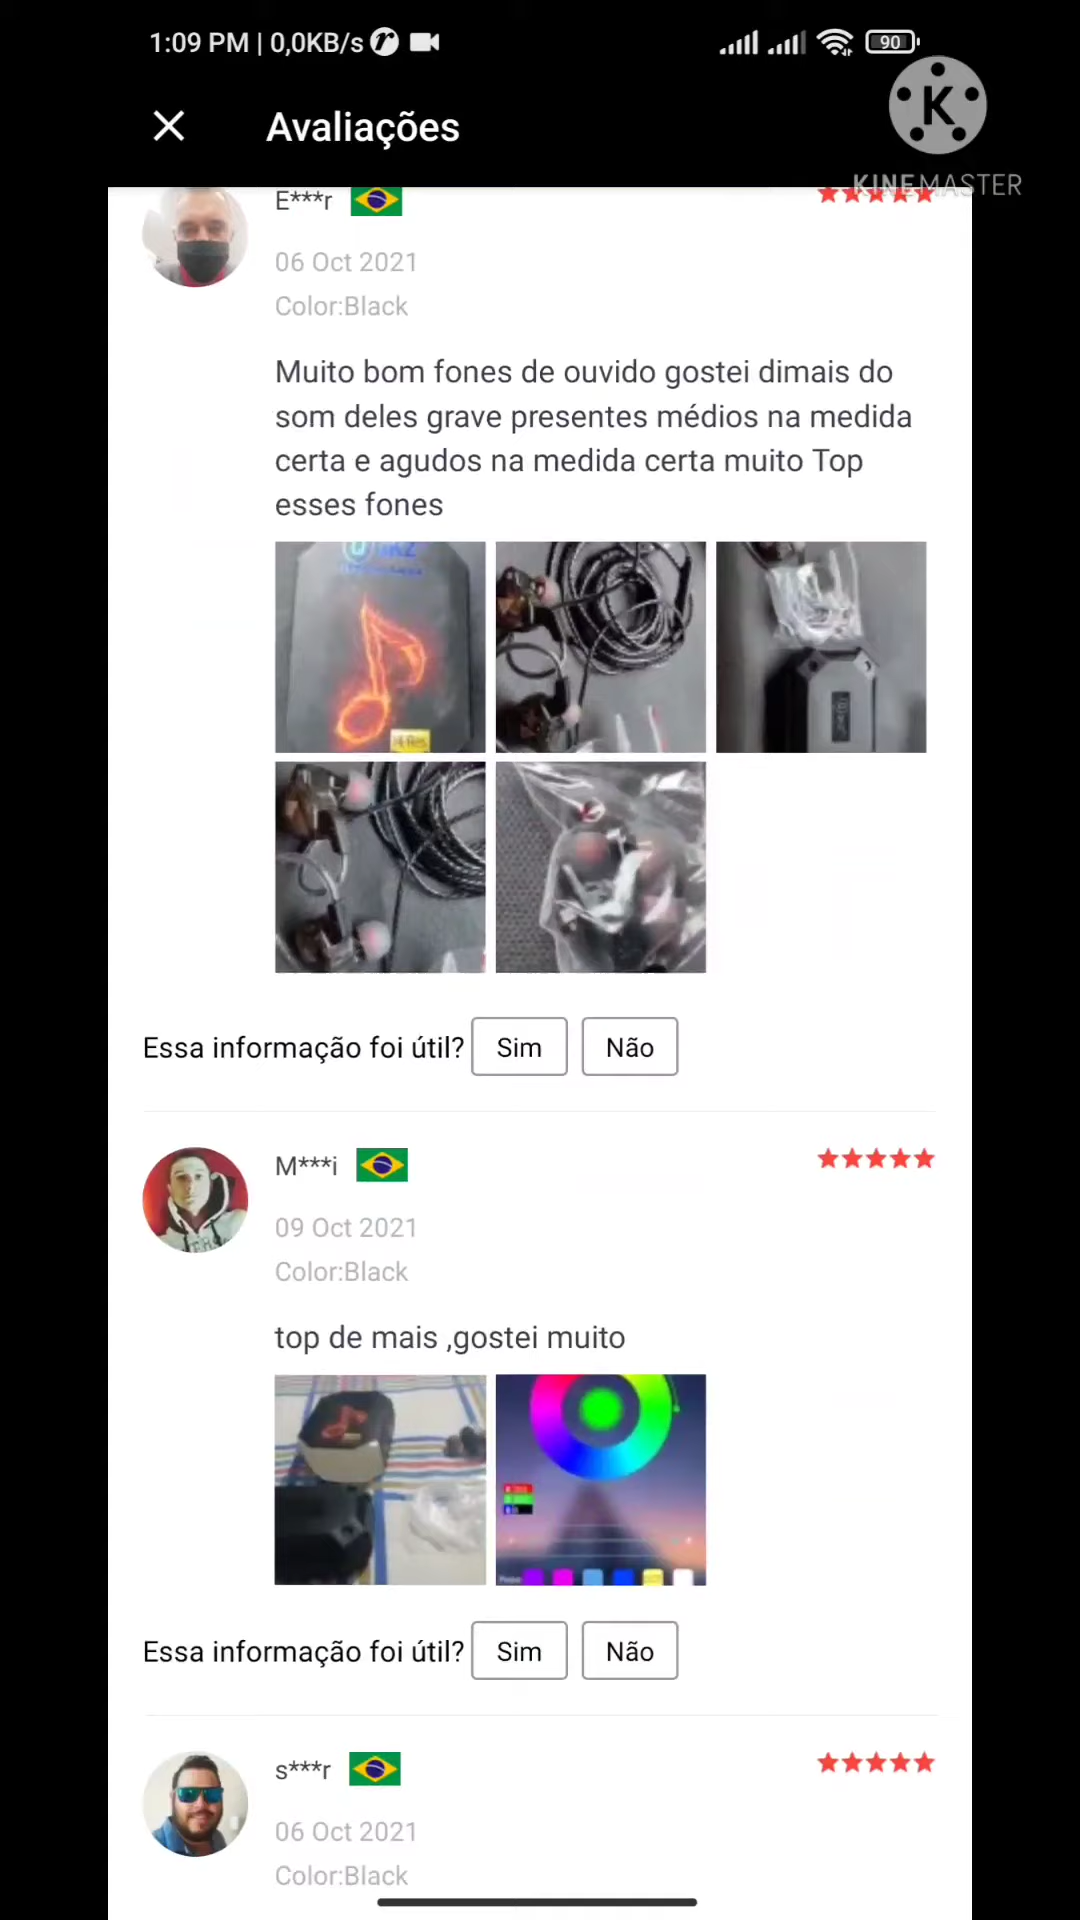 1:09 PM | 0,0KB/s
90
Avaliações
K
KINEMASTER
E***r
06 Oct 2021
Color:Black
Muito bom fones de ouvido gostei dimais do
som deles grave presentes médios na medida
certa e agudos na medida certa muito Top
esses fones
Essa informação foi útil?
Sim
Não
M***i
09 Oct 2021
Color:Black
top de mais ,gostei muito
Essa informação foi útil?
Sim
Não
s***r
06 Oct 2021
Color:Black